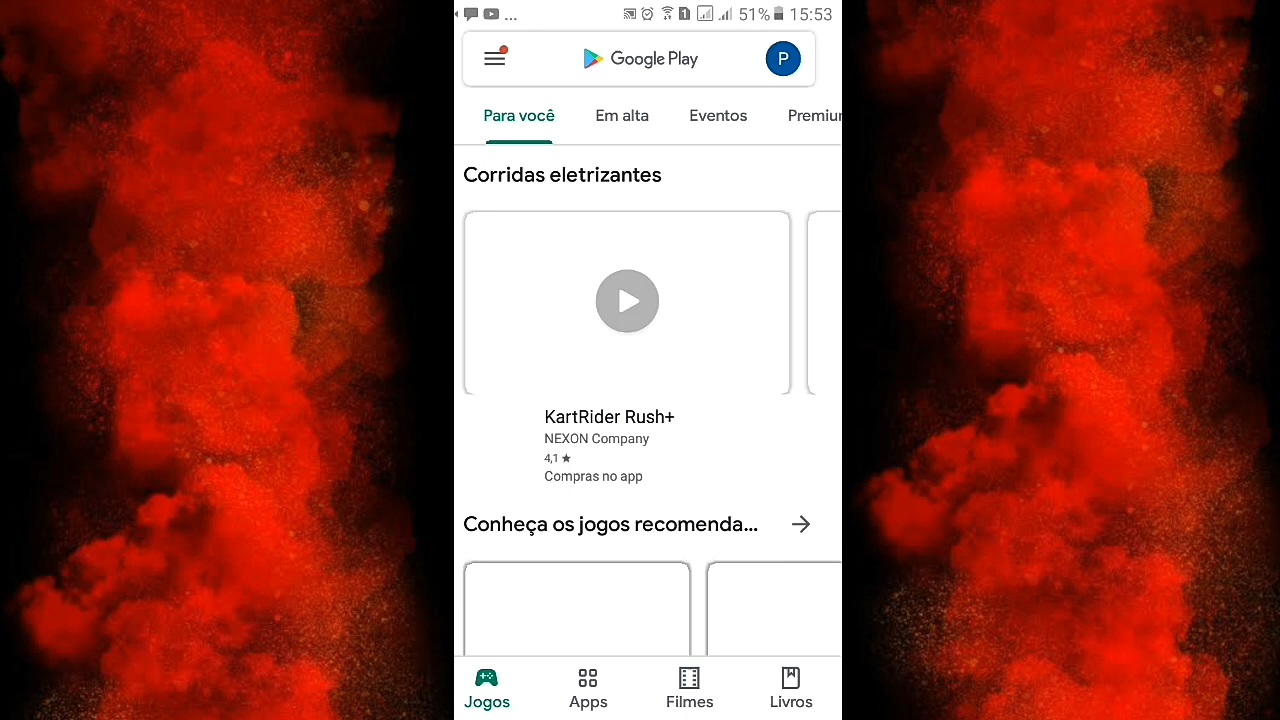 ... 51% 15:53
Google Play P
Para você Em alta Eventos Premiu
Corridas eletrizantes
KartRider Rush+
NEXON Company
4,1 ★
Compras no app
Conheça os jogos recomenda...
Jogos Apps Filmes Livros